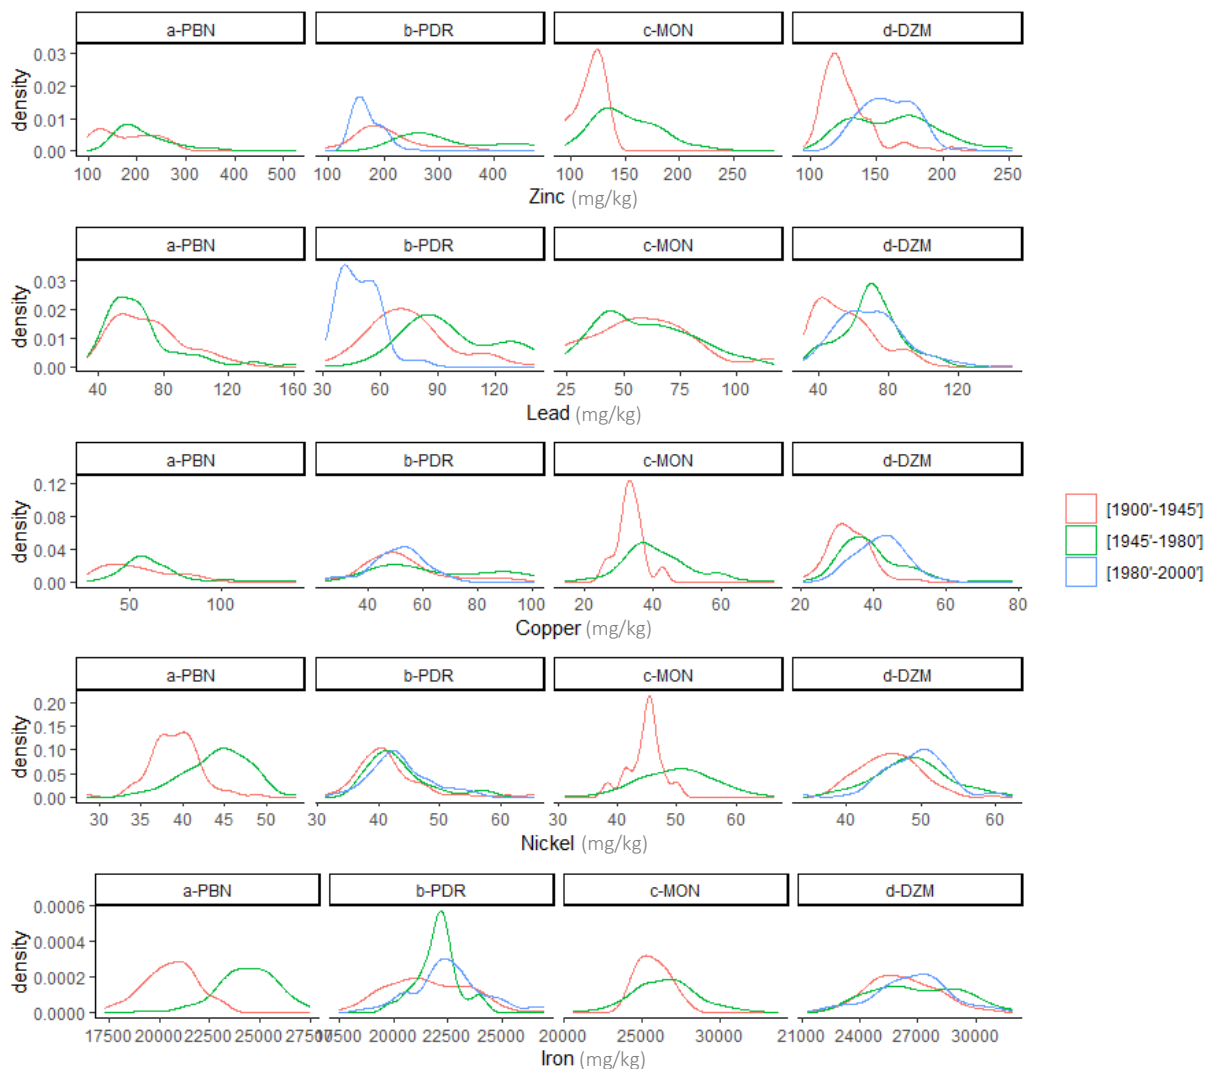 a-PBN b-PDR c-MON d-DZM
0.03
0.02
0.01
0.00
density
100 200 300 400 500 100 200 300 400 100 150 200 250 100 150 200 250
Zinc (mg/kg)
a-PBN b-PDR c-MON d-DZM
0.03
0.02
0.01
0.00
density
40 80 120 160 30 60 90 120 25 50 75 100 40 80 120
Lead (mg/kg)
a-PBN b-PDR c-MON d-DZM
0.12
0.08
0.04
0.00
density
50 100 40 60 80 100 20 40 60 20 40 60 80
Copper (mg/kg)
[1900'-1945']
[1945'-1980']
[1980'-2000']
a-PBN b-PDR c-MON d-DZM
0.20
0.15
0.10
0.05
0.00
density
30 35 40 45 50 30 40 50 60 30 40 50 60 40 50 60
Nickel (mg/kg)
a-PBN b-PDR c-MON d-DZM
0.0006
0.0004
0.0002
0.0000
density
17500 20000 22500 25000 27500 17500 20000 22500 25000 20000 25000 30000 21000 24000 27000 30000
Iron (mg/kg)